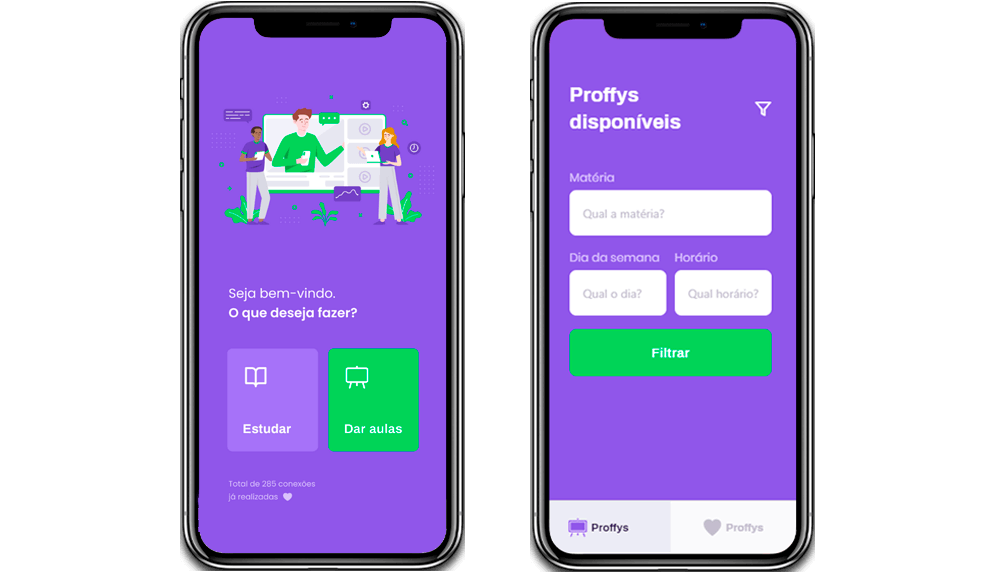 Seja bem-vindo.
O que deseja fazer?
Estudar
Dar aulas
Total de 285 conexões
já realizadas
Proffys
disponíveis
Matéria
Qual a matéria?
Dia da semana
Horário
Qual o dia?
Qual horário?
Filtrar
Proffys
Proffys